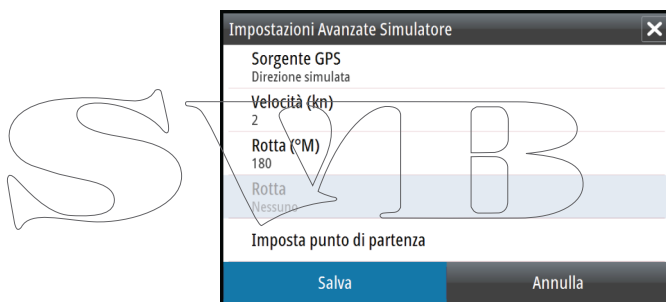 Impostazioni Avanzate Simulatore
Sorgente GPS
Direzione simulata
Velocità (kn)
2
Rotta (°M)
180
Rotta
Nessuno
Imposta punto di partenza
Salva
Annulla
SVB